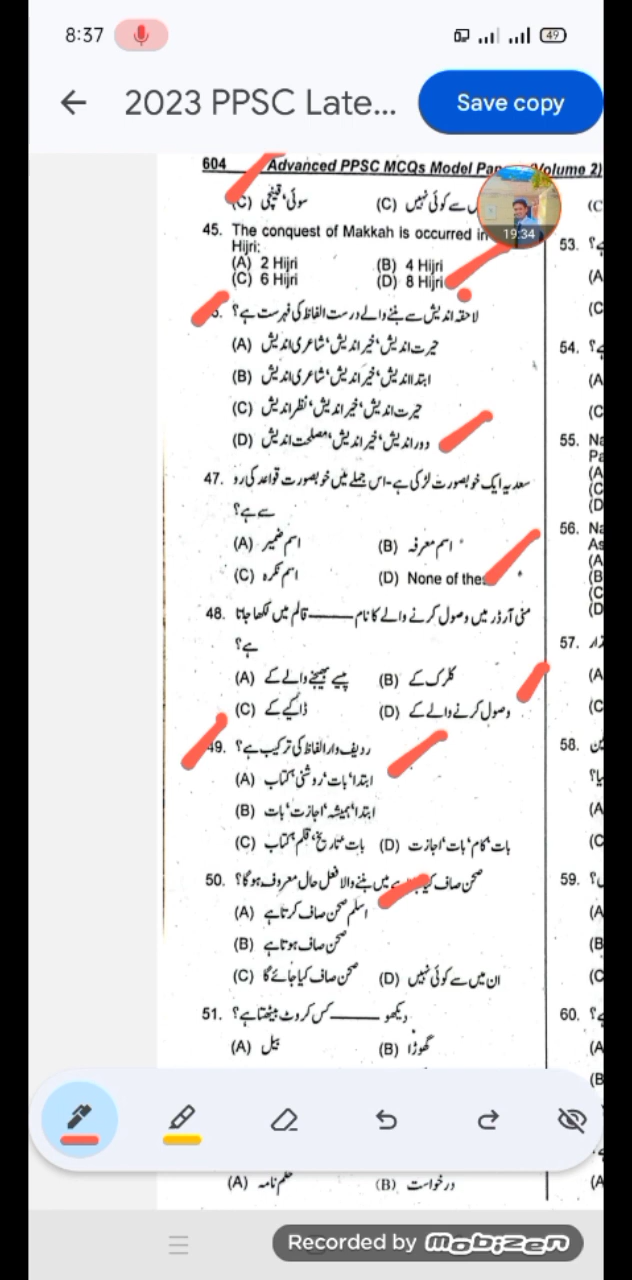 8:37
49
2023 PPSC Late...
Save copy
604 Advanced PPSC MCQs Model Pap Volume 2)
(C) سوئی‘ قینچی (C) ں سے کوئی نہیں (C
19:34
45. The conquest of Makkah is occurred in
Hijri:
(A) 2 Hijri (B) 4 Hijri
(C) 6 Hijri (D) 8 Hijri
لاحقہ اندیش سے بننے والے درست الفاظ کی فہرست ہے؟
(A) حیرت اندیش‘ خیر اندیش‘ شاعری اندیش
(B) ابتدا اندیش‘ خیر اندیش‘ شاعری اندیش
(C) حیرت اندیش‘ خیر اندیش‘ نظر اندیش
(D) دور اندیش‘ خیر اندیش‘ مصلحت اندیش
47. سعدیہ ایک خوبصورت لڑکی ہے-اس جملے میں خوبصورت قواعد کی رو
سے ہے؟
(A) اسم ضمیر (B) اسم معرفہ
(C) اسم نکرہ (D) None of the
48. منی آرڈر میں وصول کرنے والے کا نام ——— قالم میں لکھا جاتا
ہے؟
(A) پیسے بھیجنے والے کے (B) کلرک کے
(C) ڈاکیے کے (D) وصول کرنے والے کے
49. ردیف وار الفاظ کی ترکیب ہے؟
(A) ابتدا‘ بات‘ روشنی‘ کتاب
(B) ابتدا‘ ہمیشہ‘ اجازت‘ بات
(C) بات‘ تاریخ‘ قلم‘ کتاب (D) بات‘ کام‘ بات‘ اجازت
50. صحن صاف کیا میں بننے والا فعل حال معروف ہوگا؟
(A) اسلم صحن صاف کرتا ہے
(B) صحن صاف ہوتا ہے
(C) صحن صاف کیا جائے گا (D) ان میں سے کوئی نہیں
51. دیکھو ——— کس کروٹ بیٹھتا ہے؟
(A) بیل (B) گھوڑا
(A) حکم نامہ (B) درخواست
53.
(A
(C
54.
(A
(C
55. Na
Pa
(A
(C
(D
56. Na
As
(A
(B
(C
(D
57.
(A
(C
58.
(A
(C
59.
(A
(B
(C
60.
(A
(B
(A
Recorded by Mobizen